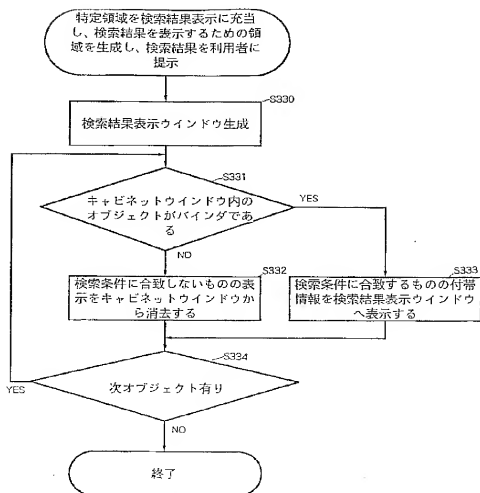 特定領域を検索結果表示に充当
し、検索結果を表示するための領
域を生成し、検索結果を利用者に
提示
S330
検索結果表示ウインドウ生成
S331
キャビネットウインドウ内の
オブジェクトがバインダであ
る
YES
NO
S332
検索条件に合致しないものの表
示をキャビネットウインドウか
ら消去する
S333
検索条件に合致するものの付帯
情報を検索結果表示ウインドウ
へ表示する
S334
次オブジェクト有り
YES
NO
終了